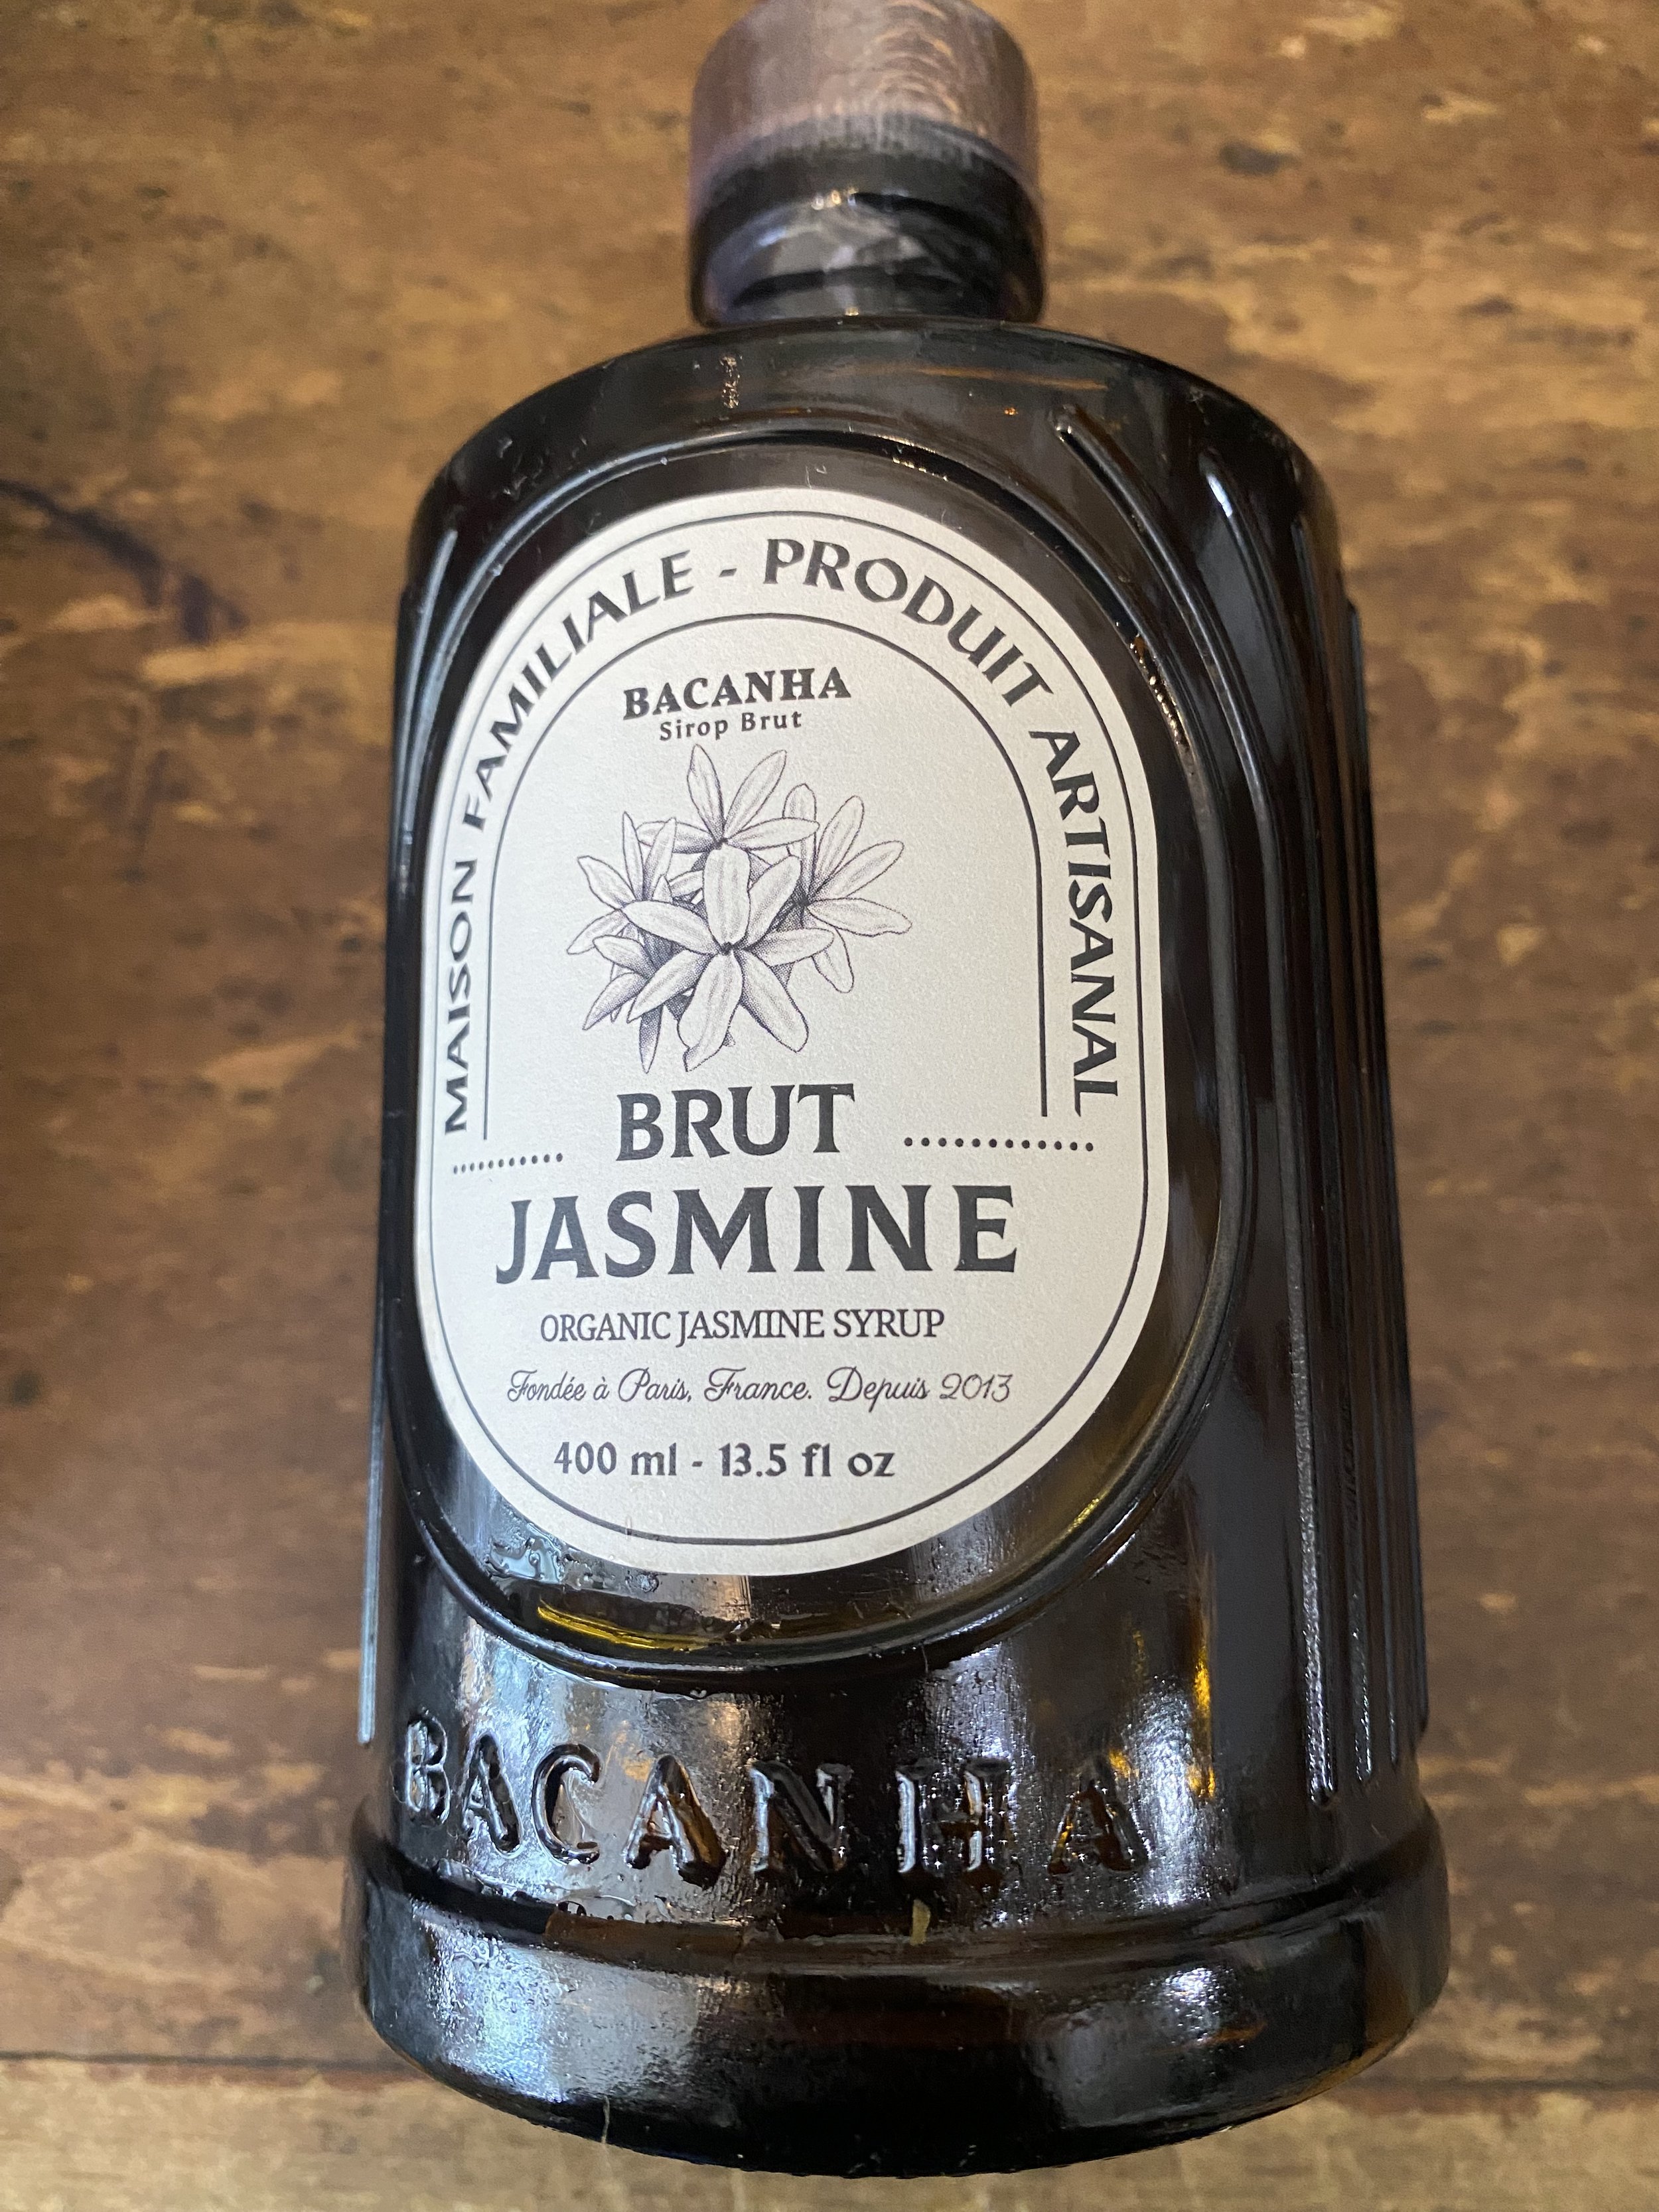 MAISON FAMILIALE - PRODUIT ARTISANAL
BACANHA
Sirop Brut
BRUT
JASMINE
ORGANIC JASMINE SYRUP
Fondée à Paris, France. Depuis 2013
400 ml - 13.5 fl oz
BACANHA